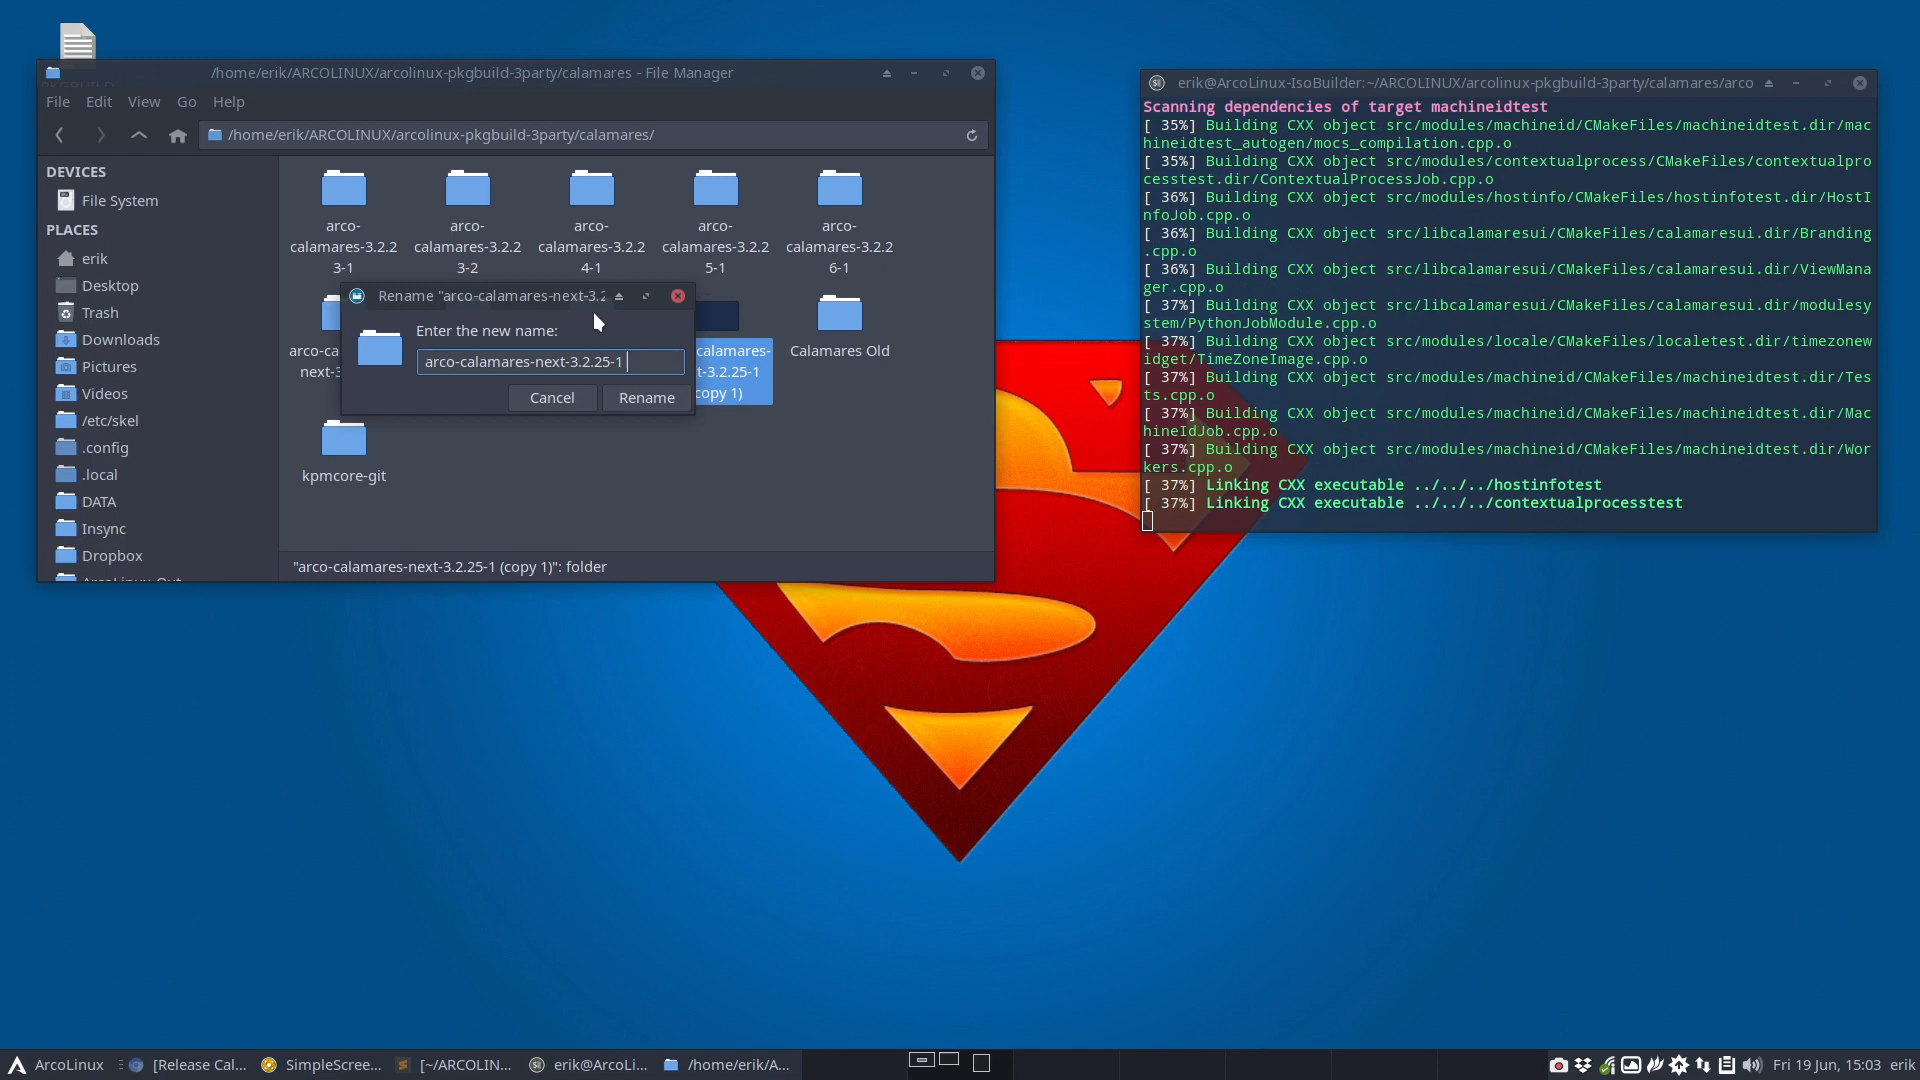 /home/erik/ARCOLINUX/arcolinux-pkgbuild-3party/calamares - File Manager
File Edit View Go Help
/home/erik/ARCOLINUX/arcolinux-pkgbuild-3party/calamares/
DEVICES
File System
PLACES
erik
Desktop
Trash
Downloads
Pictures
Videos
/etc/skel
.config
.local
DATA
Insync
Dropbox
arco-
calamares-3.2.2
3-1
arco-
calamares-3.2.2
3-2
arco-
calamares-3.2.2
4-1
arco-
calamares-3.2.2
5-1
arco-
calamares-3.2.2
6-1
arco-ca
next-3
calamares-
t-3.2.25-1
copy 1)
Calamares Old
kpmcore-git
"arco-calamares-next-3.2.25-1 (copy 1)": folder
Rename "arco-calamares-next-3.2
Enter the new name:
arco-calamares-next-3.2.25-1
Cancel
Rename
erik@ArcoLinux-IsoBuilder:~/ARCOLINUX/arcolinux-pkgbuild-3party/calamares/arco
Scanning dependencies of target machineidtest
[ 35%] Building CXX object src/modules/machineid/CMakeFiles/machineidtest.dir/mac
hineidtest_autogen/mocs_compilation.cpp.o
[ 35%] Building CXX object src/modules/contextualprocess/CMakeFiles/contextualpro
cesstest.dir/ContextualProcessJob.cpp.o
[ 36%] Building CXX object src/modules/hostinfo/CMakeFiles/hostinfotest.dir/HostI
nfoJob.cpp.o
[ 36%] Building CXX object src/libcalamaresui/CMakeFiles/calamaresui.dir/Branding
.cpp.o
[ 36%] Building CXX object src/libcalamaresui/CMakeFiles/calamaresui.dir/ViewMana
ger.cpp.o
[ 37%] Building CXX object src/libcalamaresui/CMakeFiles/calamaresui.dir/modulesy
stem/PythonJobModule.cpp.o
[ 37%] Building CXX object src/modules/locale/CMakeFiles/localetest.dir/timezonew
idget/TimeZoneImage.cpp.o
[ 37%] Building CXX object src/modules/machineid/CMakeFiles/machineidtest.dir/Tes
ts.cpp.o
[ 37%] Building CXX object src/modules/machineid/CMakeFiles/machineidtest.dir/Mac
hineIdJob.cpp.o
[ 37%] Building CXX object src/modules/machineid/CMakeFiles/machineidtest.dir/Wor
kers.cpp.o
[ 37%] Linking CXX executable ../../../hostinfotest
[ 37%] Linking CXX executable ../../../contextualprocesstest
ArcoLinux
[Release Cal...
SimpleScree...
[~/ARCOLIN...
erik@ArcoLi...
/home/erik/A...
Fri 19 Jun, 15:03 erik